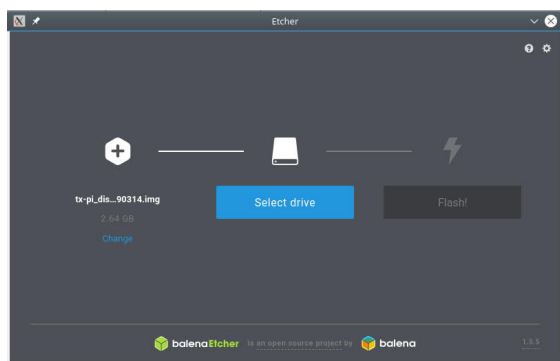 Etcher
tx-pi_dis...90314.img
2.64 GB
Change
Select drive
Flash!
balenaEtcher is an open source project by balena
1.5.5